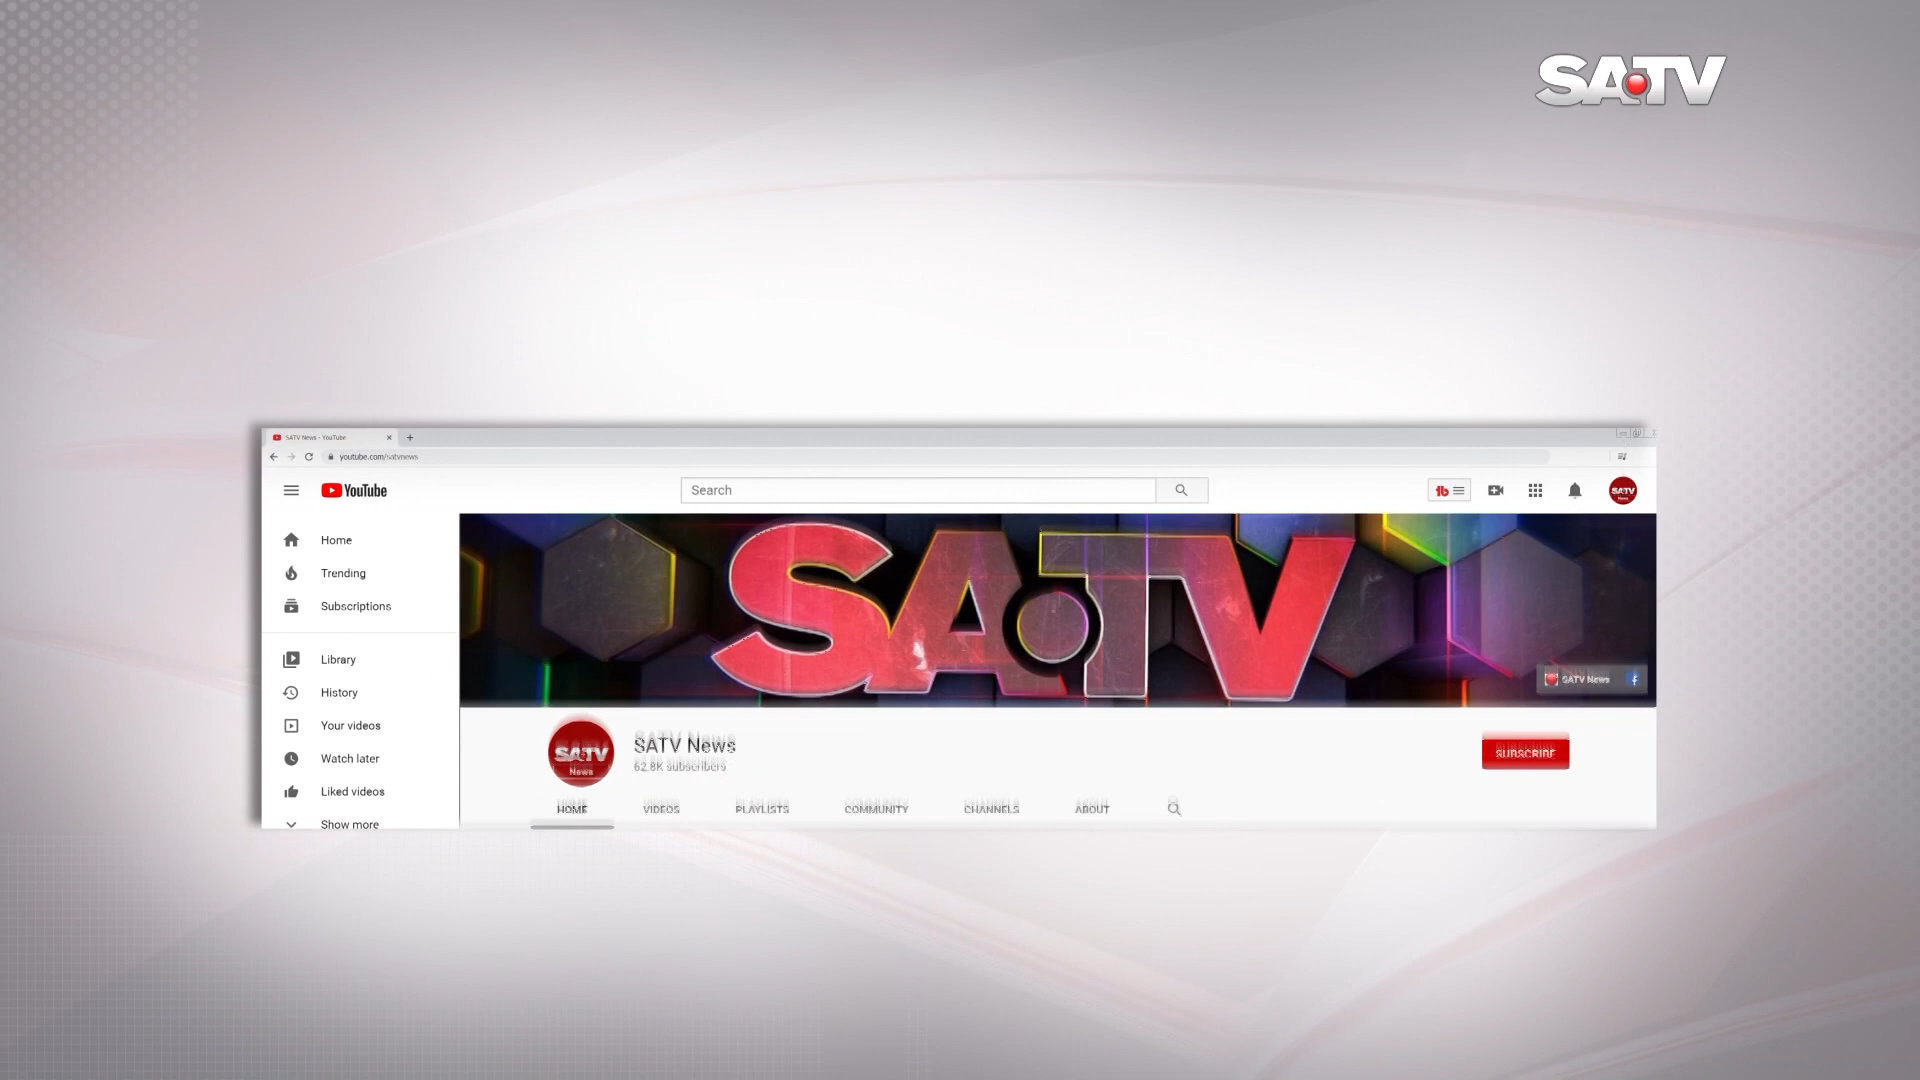 SATV
SATV News - YouTube
youtube.com/satvnews
YouTube
Search
SATV
News
Home
Trending
Subscriptions
SATV
Library
History
SATV News
Your videos
Watch later
Liked videos
Show more
SATV
News
SATV News
62.8K subscribers
SUBSCRIBE
HOME VIDEOS PLAYLISTS COMMUNITY CHANNELS ABOUT